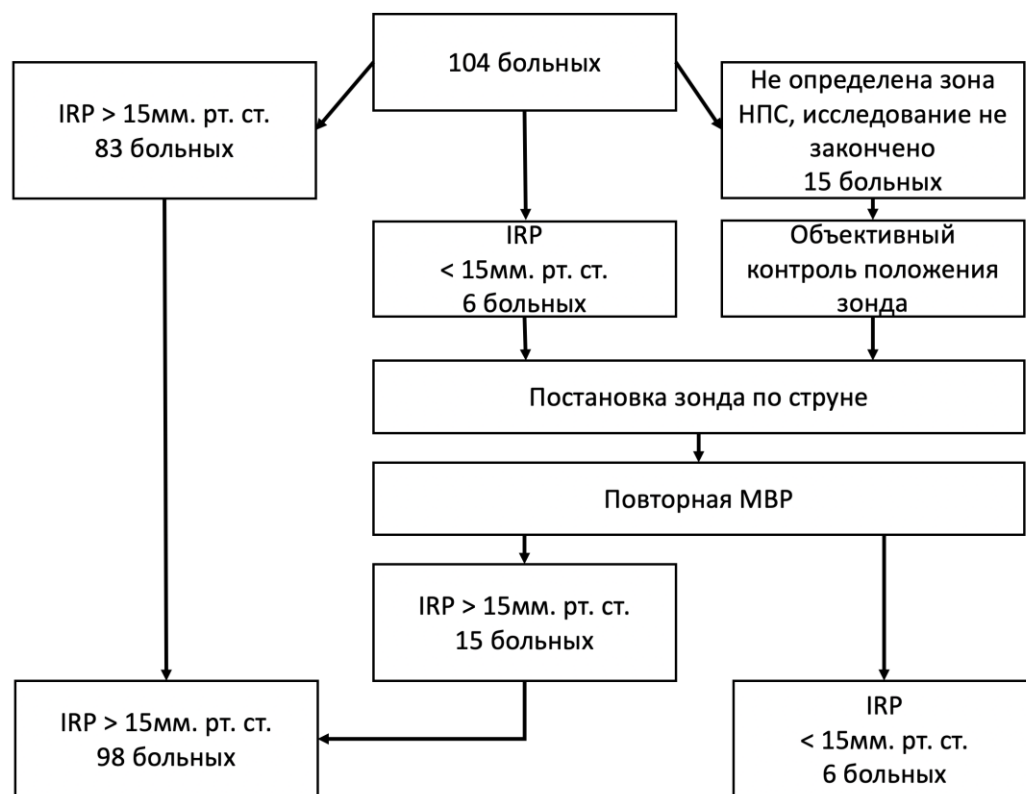 104 больных
IRP > 15мм. рт. ст.
83 больных
Не определена зона
НПС, исследование не
закончено
15 больных
IRP
< 15мм. рт. ст.
6 больных
Объективный
контроль положения
зонда
Постановка зонда по струне
Повторная МВР
IRP > 15мм. рт. ст.
15 больных
IRP > 15мм. рт. ст.
98 больных
IRP
< 15мм. рт. ст.
6 больных